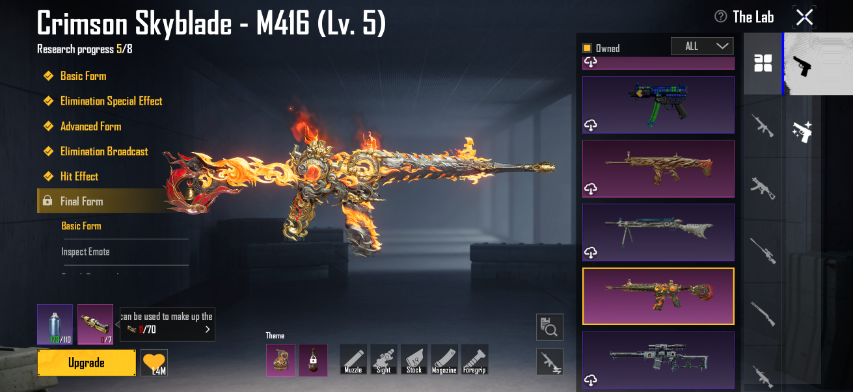 Crimson Skyblade - M416 (Lv. 5)
The Lab
Research progress 5/8
Owned
ALL
Basic Form
Elimination Special Effect
Advanced Form
Elimination Broadcast
Hit Effect
Final Form
Basic Form
Inspect Emote
can be used to make up the
0/70
0/7
Upgrade
Theme
Muzzle
Sight
Stock
Magazine
Foregrip